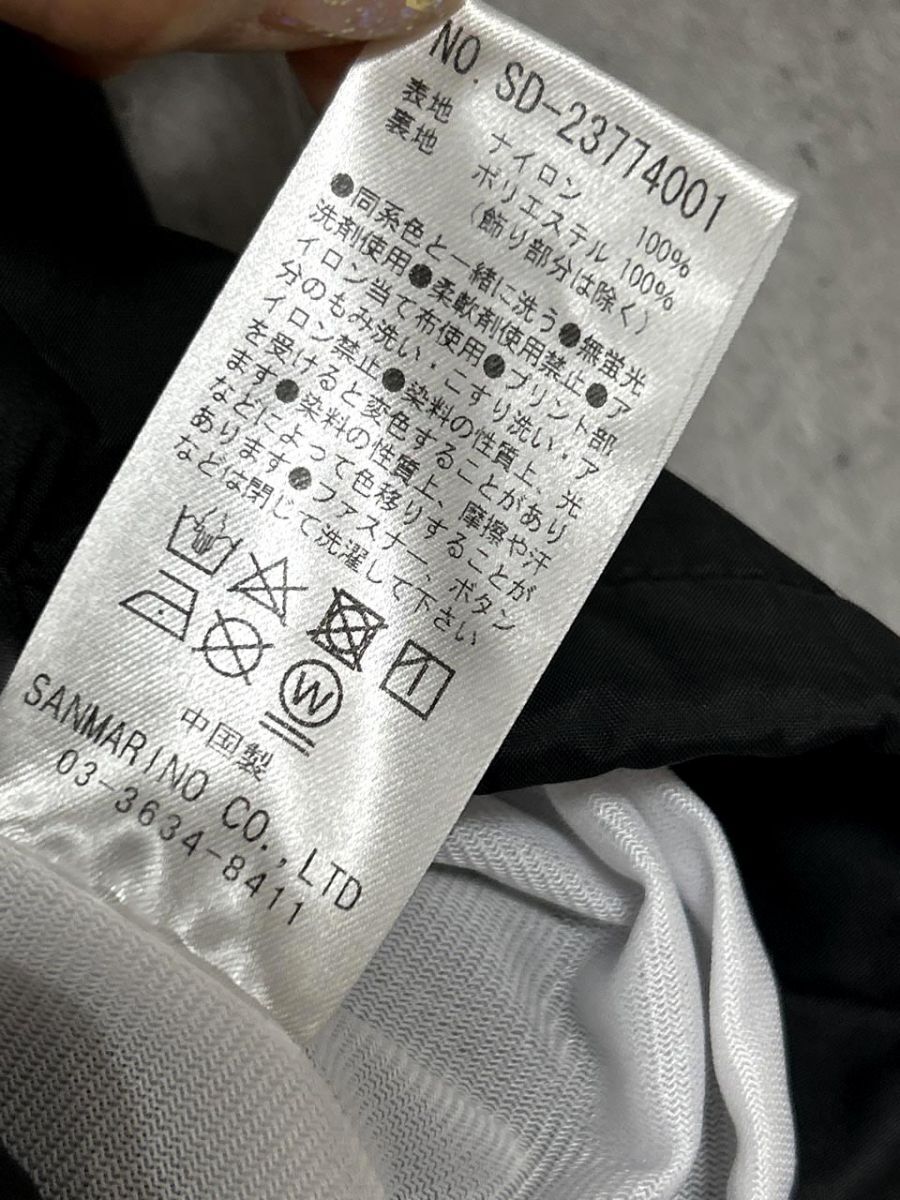 NO. SD-23774001
表地 ナイロン 100%
裏地 ポリエステル 100%
(飾り部分は除く)
●同系色と一緒に洗う●無蛍光
洗剤使用●柔軟剤使用禁止●ア
イロン当て布使用●プリント部
分のもみ洗い・こすり洗い・ア
イロン禁止●染料の性質上、光
を受けると変色することがあり
ます●染料の性質上、摩擦や汗
などによって色移りすることが
あります●ファスナー、ボタン
などは閉じて洗濯して下さい
W
中国製
SANMARINO CO.,LTD
03-3634-8411